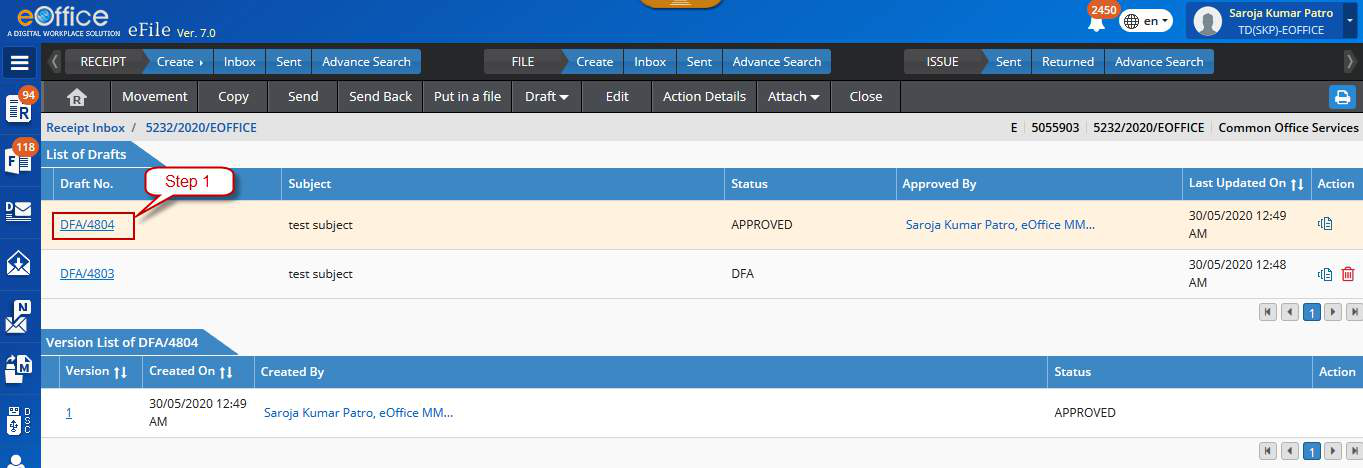 eOffice
A DIGITAL WORKPLACE SOLUTION
eFile Ver. 7.0
2450
en
Saroja Kumar Patro
TD(SKP)-EOFFICE
RECEIPT Create Inbox Sent Advance Search FILE Create Inbox Sent Advance Search ISSUE Sent Returned Advance Search
94
R
R Movement Copy Send Send Back Put in a file Draft Edit Action Details Attach Close
Receipt Inbox / 5232/2020/EOFFICE E 5055903 5232/2020/EOFFICE Common Office Services
118
F
List of Drafts
Draft No. Subject Status Approved By Last Updated On Action
Step 1
D
DFA/4804 test subject APPROVED Saroja Kumar Patro, eOffice MM... 30/05/2020 12:49
AM
DFA/4803 test subject DFA 30/05/2020 12:48
AM
N
1
Version List of DFA/4804
M
Version Created On Created By Status Action
1 30/05/2020 12:49 Saroja Kumar Patro, eOffice MM... APPROVED
AM
DSC
1